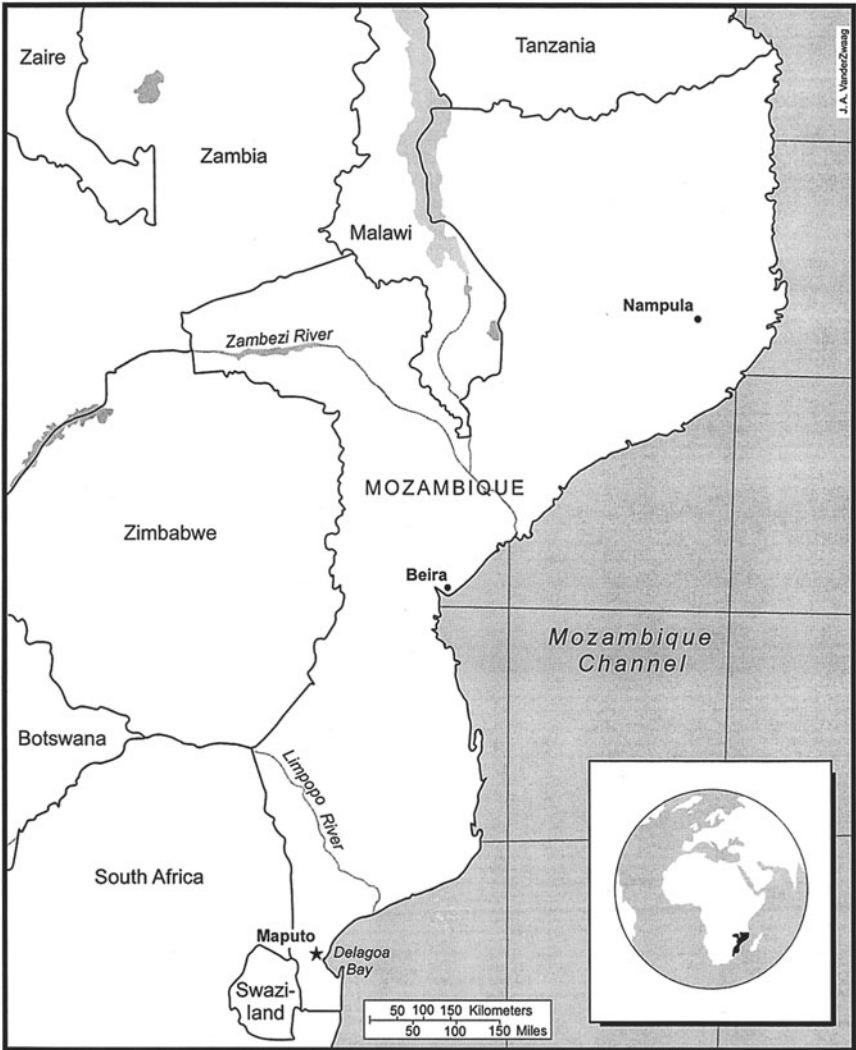 J. A. VanderZwaag
Tanzania
Zaire
Zambia
Malawi
Nampula
Zambezi River
MOZAMBIQUE
Zimbabwe
Beira
Mozambique
Channel
Botswana
Limpopo River
South Africa
Maputo
Delagoa
Bay
Swazi-
land
50 100 150 Kilometers
50 100 150 Miles